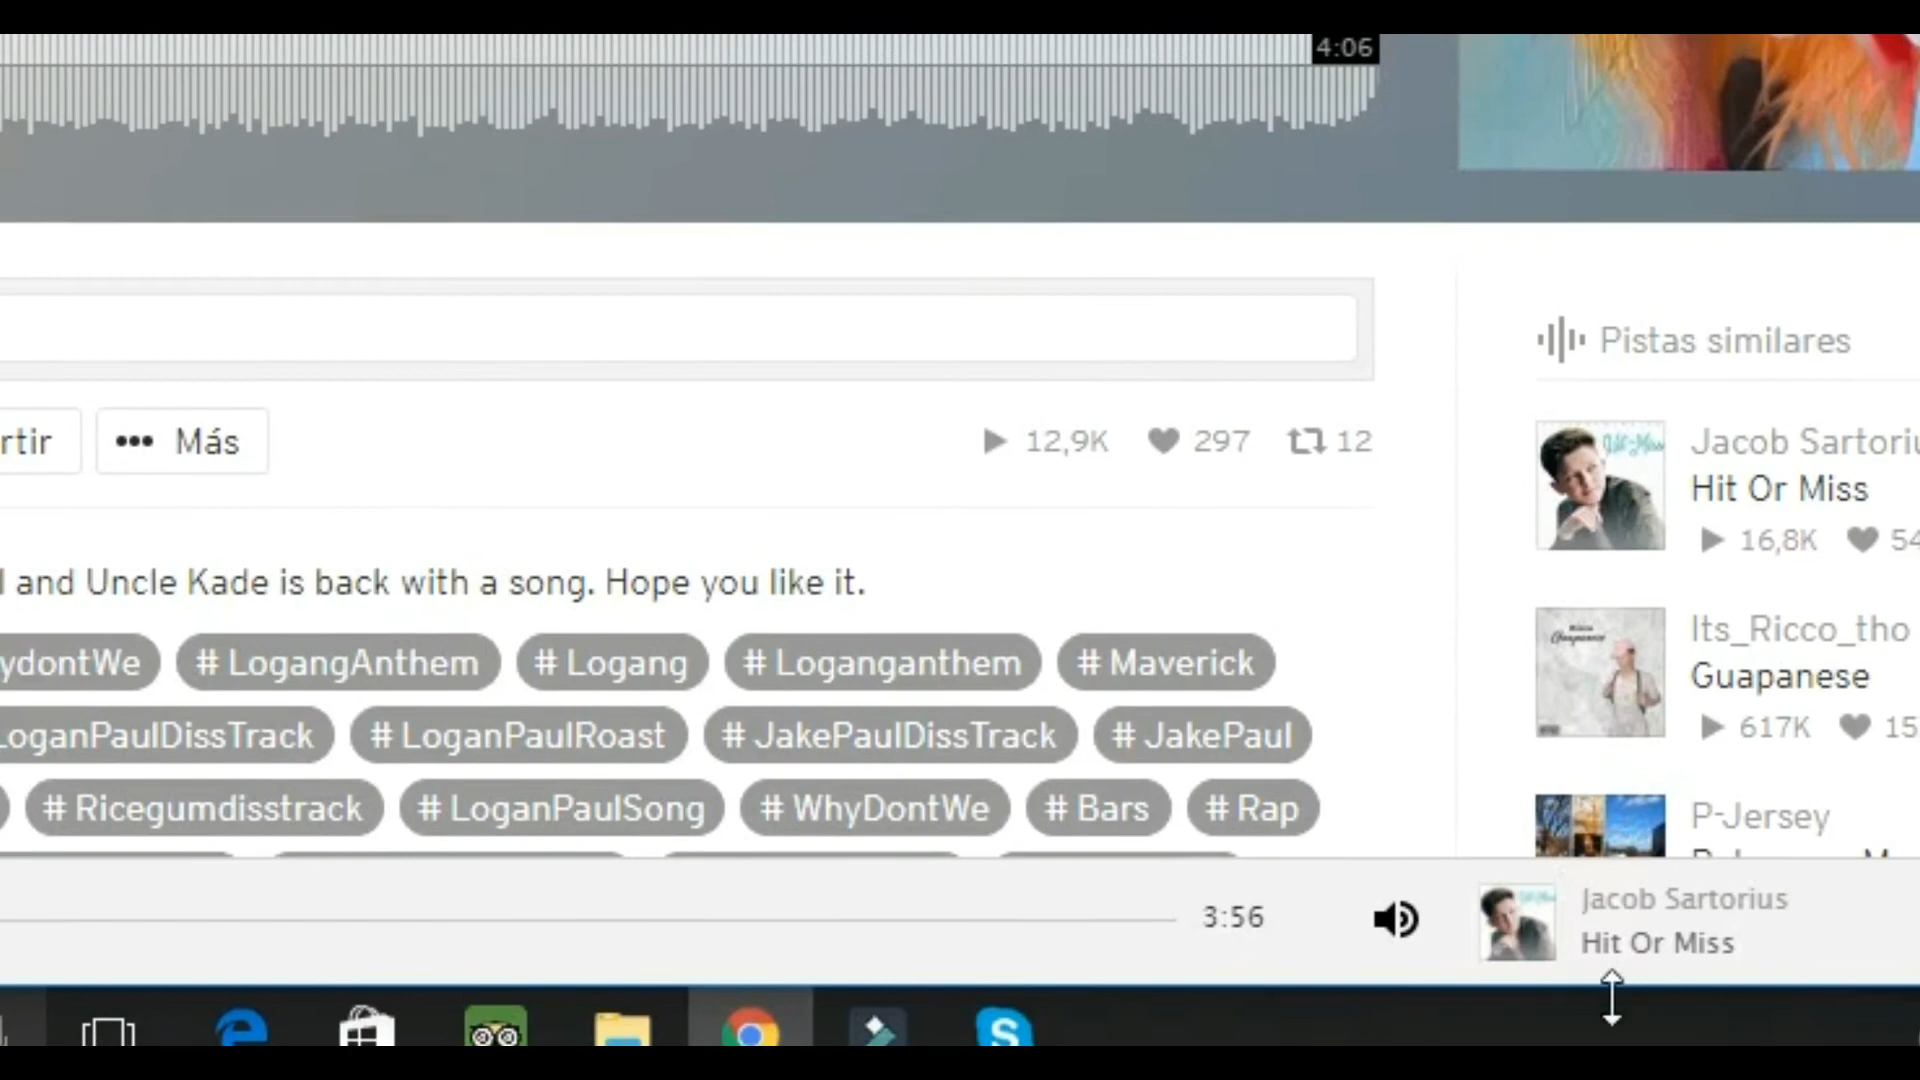 4:06
Pistas similares
rtir
••• Más
12,9K 297 12
Jacob Sartoriu
Hit Or Miss
16,8K 54
and Uncle Kade is back with a song. Hope you like it.
Its_Ricco_tho
Guapanese
617K 15
ydontWe # LogangAnthem # Logang # Loganganthem # Maverick
LoganPaulDissTrack # LoganPaulRoast # JakePaulDissTrack # JakePaul
# Ricegumdisstrack # LoganPaulSong # WhyDontWe # Bars # Rap
P-Jersey
3:56
Jacob Sartorius
Hit Or Miss